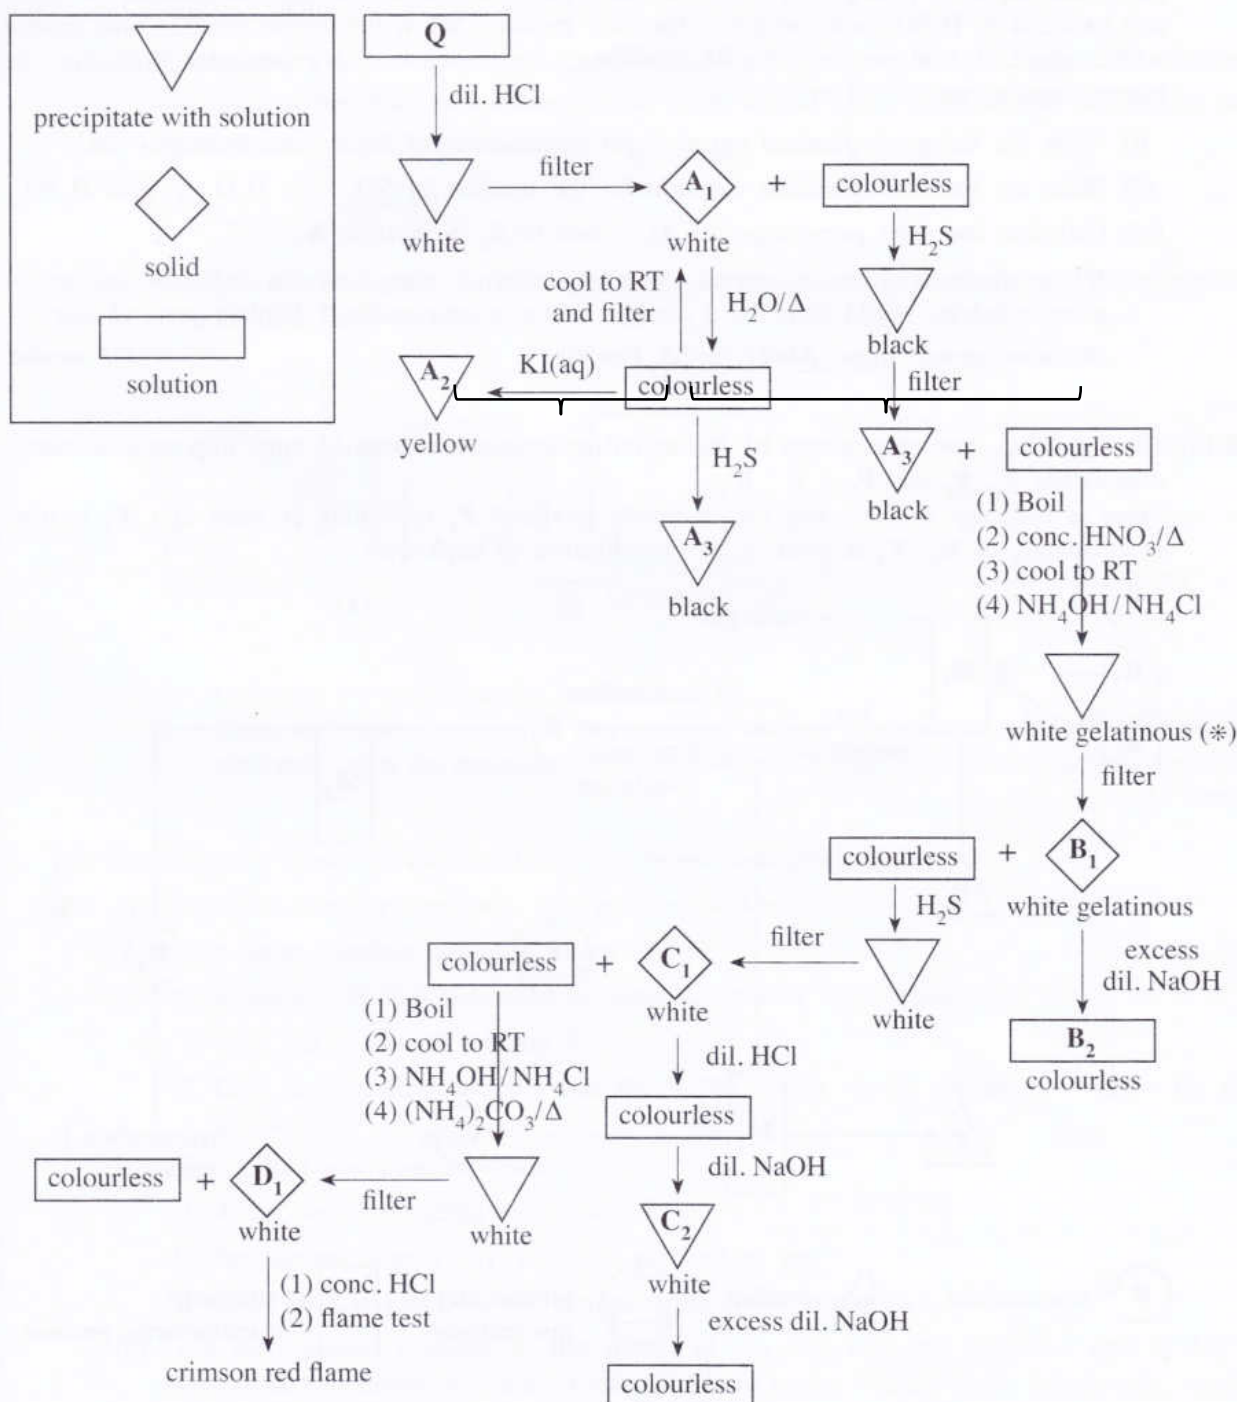 precipitate with solution
solid
solution
Q
dil. HCl
white
filter
A₁
white
+
colourless
H₂S
black
filter
cool to RT
and filter
H₂O/Δ
colourless
KI(aq)
A₂
yellow
H₂S
A₃
black
A₃
black
+
colourless
(1) Boil
(2) conc. HNO₃/Δ
(3) cool to RT
(4) NH₄OH/NH₄Cl
white gelatinous (*)
filter
colourless
+
B₁
white gelatinous
excess
dil. NaOH
B₂
colourless
H₂S
white
filter
C₁
white
+
colourless
dil. HCl
colourless
dil. NaOH
C₂
white
excess dil. NaOH
colourless
(1) Boil
(2) cool to RT
(3) NH₄OH/NH₄Cl
(4) (NH₄)₂CO₃/Δ
white
filter
D₁
white
+
colourless
(1) conc. HCl
(2) flame test
crimson red flame